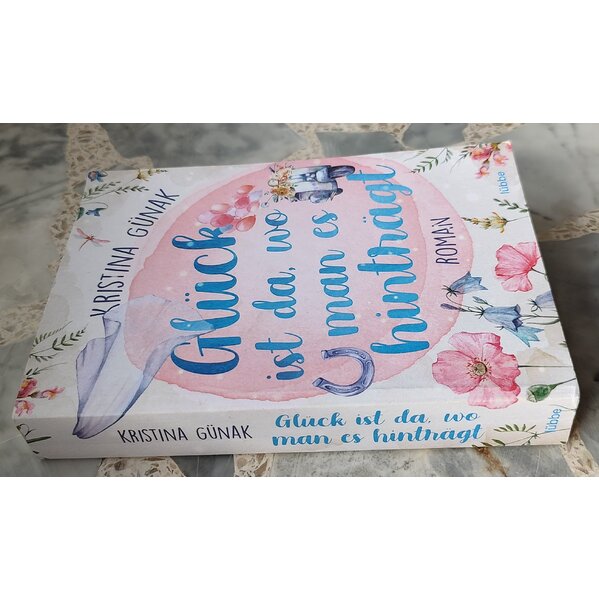 KRISTINA GÜNAK
Glück
ist da, wo
man es
hinträgt
ROMAN
lübbe
KRISTINA GÜNAK
Glück ist da, wo
man es hinträgt
lübbe